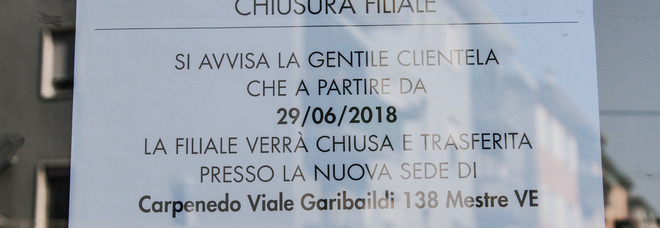 CHIUSURA FILIALE
SI AVVISA LA GENTILE CLIENTELA
CHE A PARTIRE DA
29/06/2018
LA FILIALE VERRÀ CHIUSA E TRASFERITA
PRESSO LA NUOVA SEDE DI
Carpenedo Viale Garibaildi 138 Mestre VE